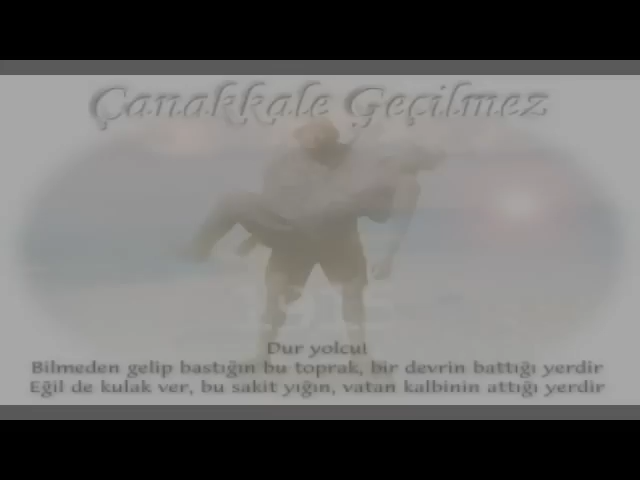 Çanakkale Geçilmez
1915
Dur yolcu!
Bilmeden gelip bastığın bu toprak, bir devrin battığı yerdir
Eğil de kulak ver, bu sakit yığın, vatan kalbinin attığı yerdir